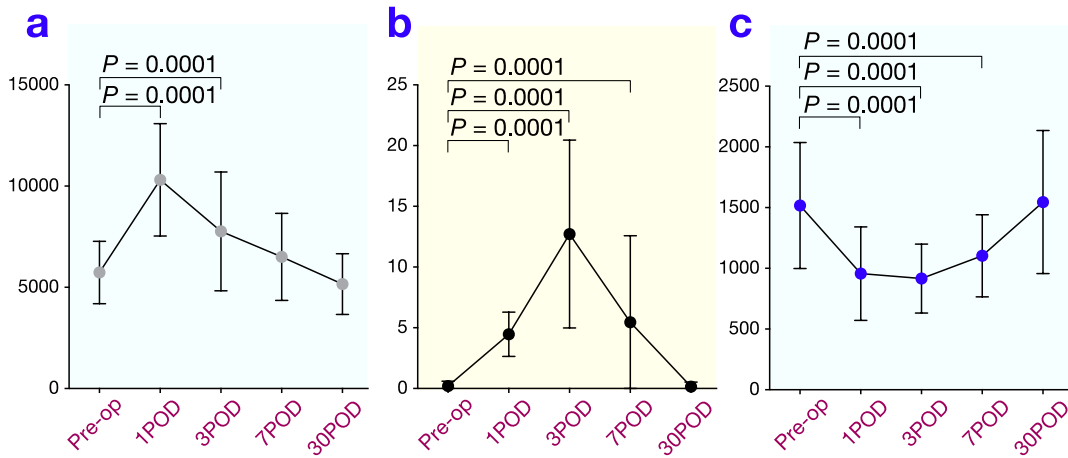 a
P = 0.0001
P = 0.0001
15000
10000
5000
0
Pre-op
1POD
3POD
7POD
30POD
b
P = 0.0001
P = 0.0001
P = 0.0001
25
20
15
10
5
0
Pre-op
1POD
3POD
7POD
30POD
c
P = 0.0001
P = 0.0001
P = 0.0001
2500
2000
1500
1000
500
0
Pre-op
1POD
3POD
7POD
30POD